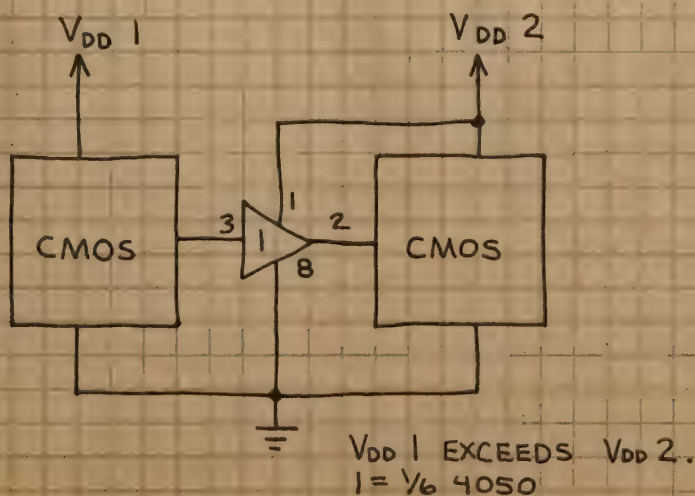 VDD 1
VDD 2
1
3
2
CMOS
1
CMOS
8
VDD 1 EXCEEDS VDD 2.
1 = 1/6 4050